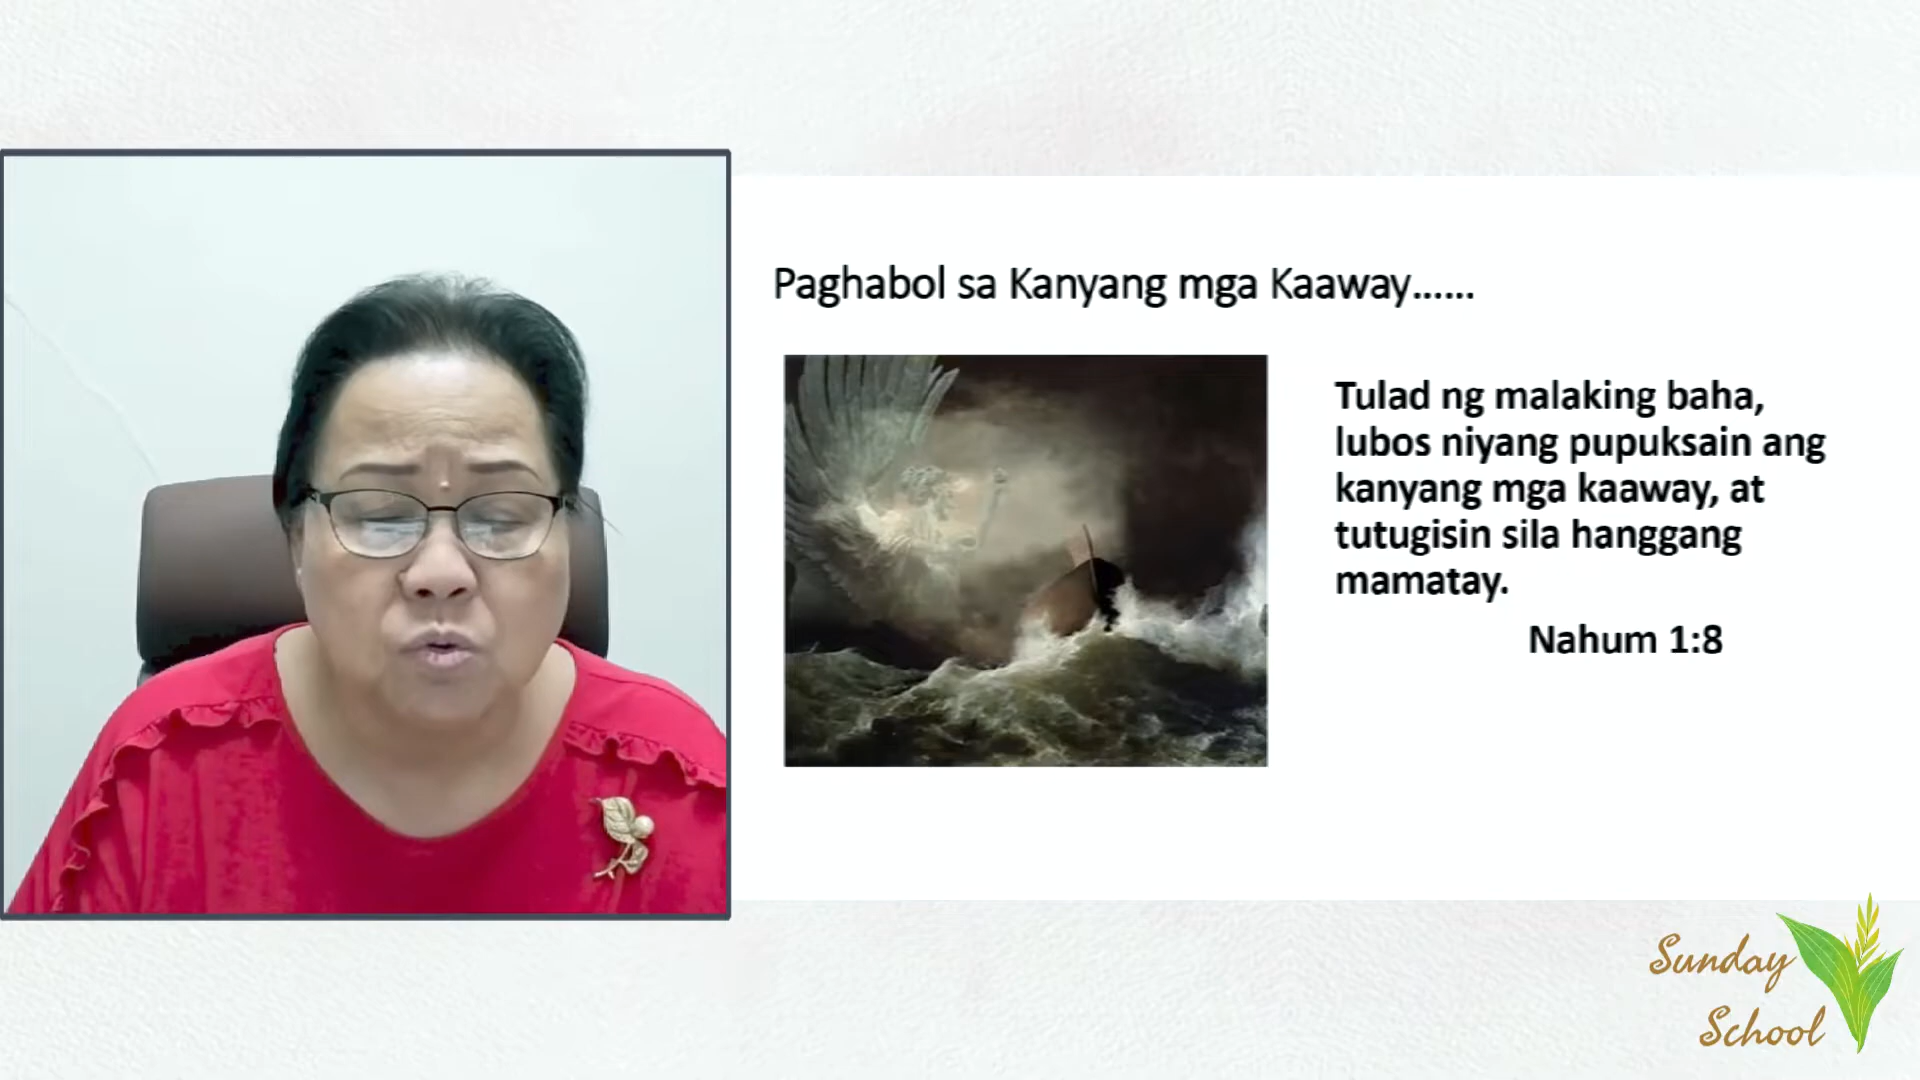 Paghabol sa Kanyang mga Kaaway......
Tulad ng malaking baha,
lubos niyang pupuksain ang
kanyang mga kaaway, at
tutugisin sila hanggang
mamatay.
Nahum 1:8
Sunday
School